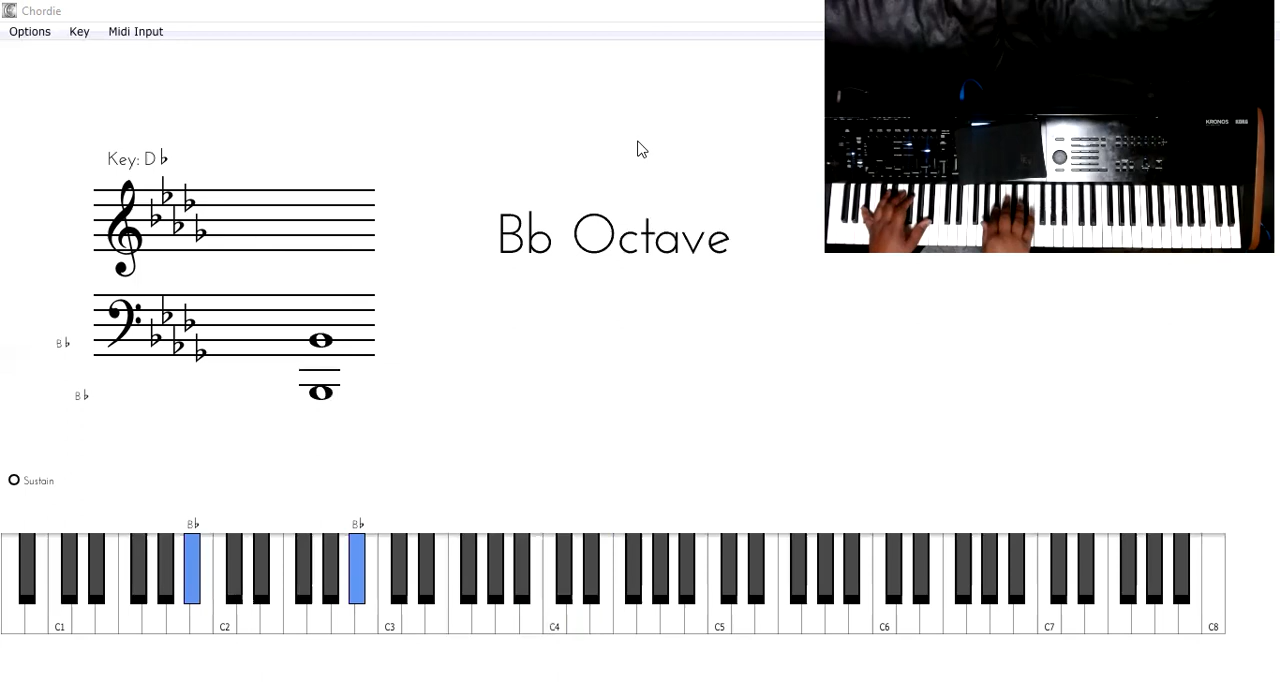 Chordie
Options Key Midi Input
KRONOS KORG
Key: D♭
Bb Octave
B♭
B♭
Sustain
B♭ B♭
C1 C2 C3 C4 C5 C6 C7 C8